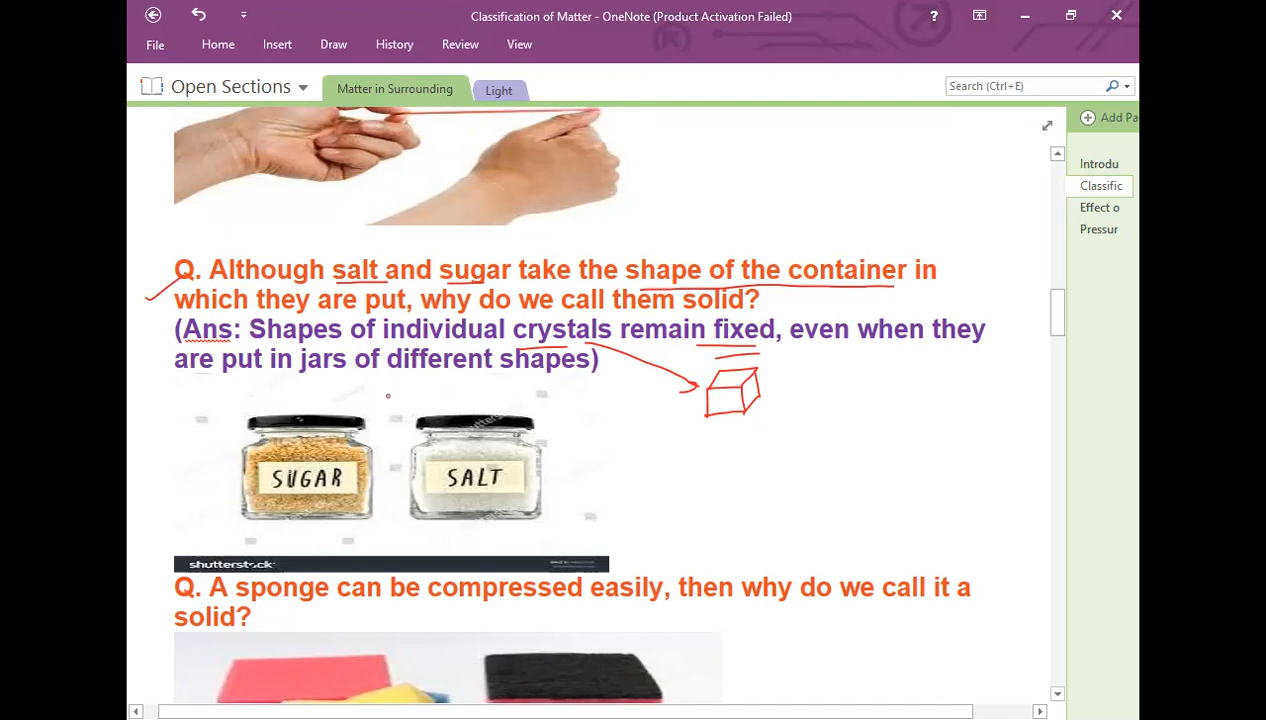 Classification of Matter - OneNote (Product Activation Failed)
?
File
Home
Insert
Draw
History
Review
View
Open Sections
Matter in Surrounding
Light
Search (Ctrl+E)
Add Pa
Introdu
Classific
Effect o
Pressur
Q. Although salt and sugar take the shape of the container in
which they are put, why do we call them solid?
(Ans: Shapes of individual crystals remain fixed, even when they
are put in jars of different shapes)
SUGAR
SALT
shutterstock
Q. A sponge can be compressed easily, then why do we call it a
solid?